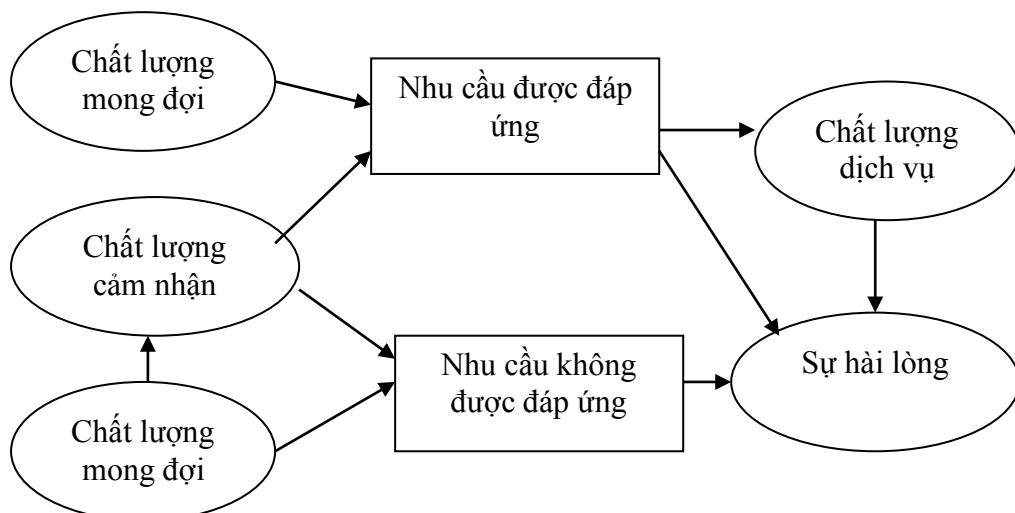 Chất lượng
mong đợi
Nhu cầu được đáp
ứng
Chất lượng
dịch vụ
Chất lượng
cảm nhận
Nhu cầu không
được đáp ứng
Sự hài lòng
Chất lượng
mong đợi